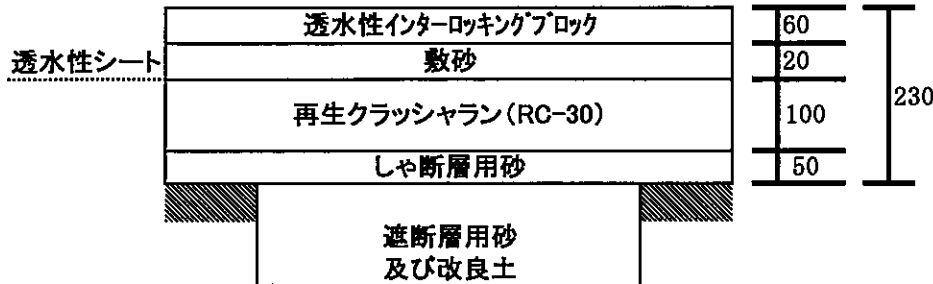 透水性インターロッキングブロック
60
透水性シート
敷砂
20
再生クラッシャラン(RC-30)
100
230
しゃ断層用砂
50
遮断層用砂
及び改良土